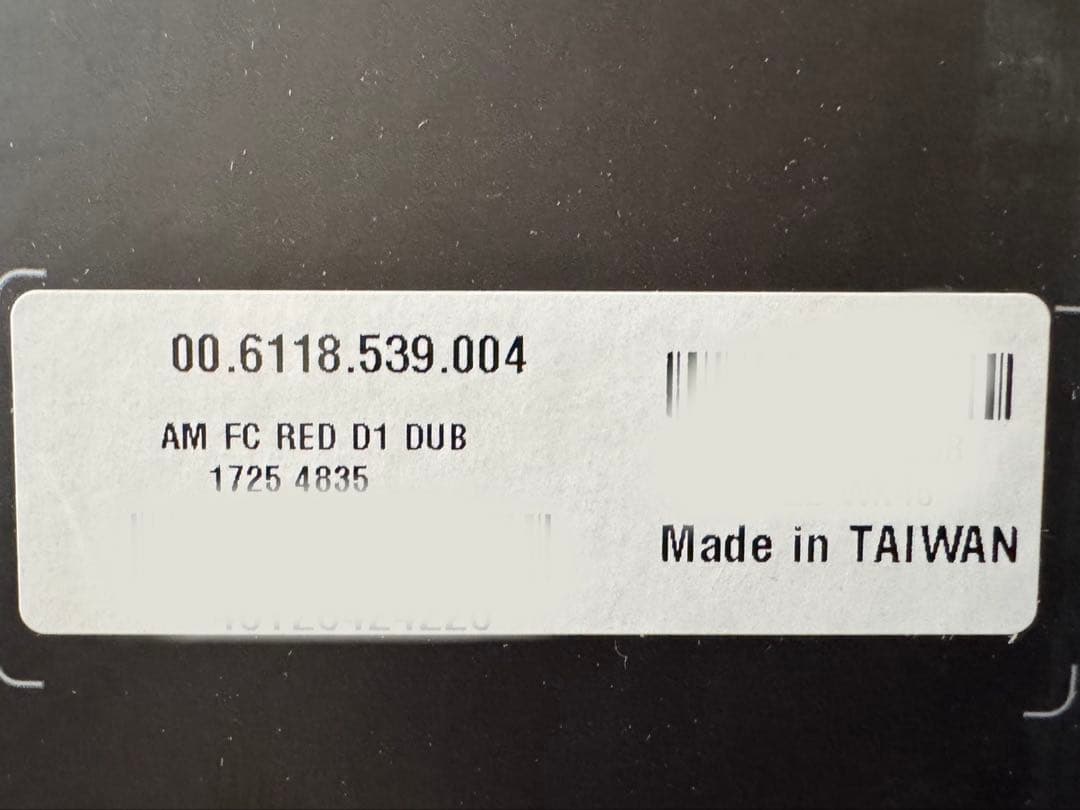 00.6118.539.004
AM FC RED D1 DUB
1725 4835
Made in TAIWAN